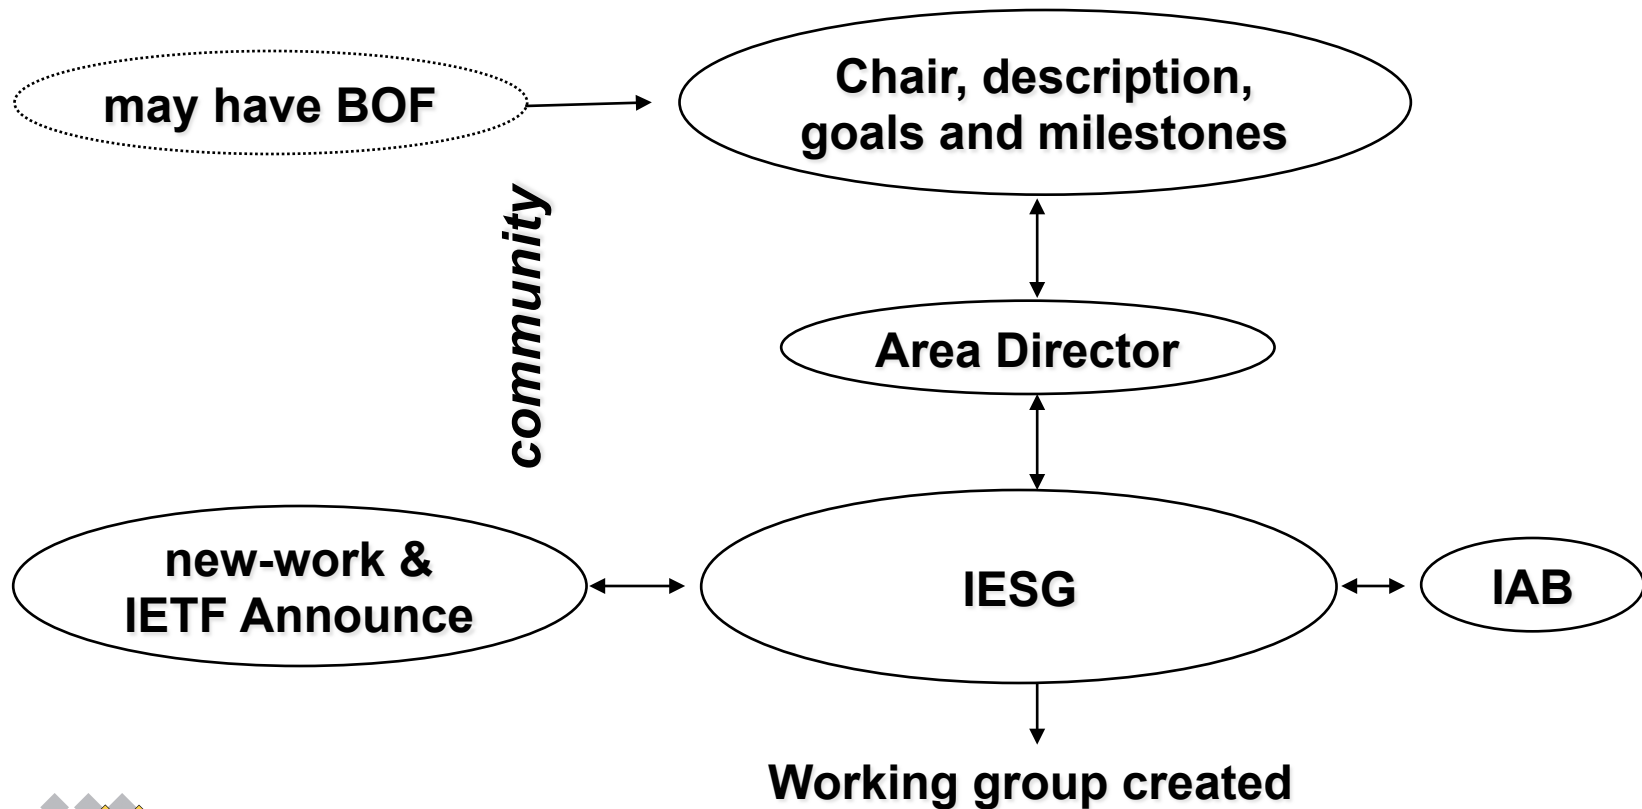 may have BOF
Chair, description,
goals and milestones
community
Area Director
new-work &
IETF Announce
IESG
IAB
Working group created